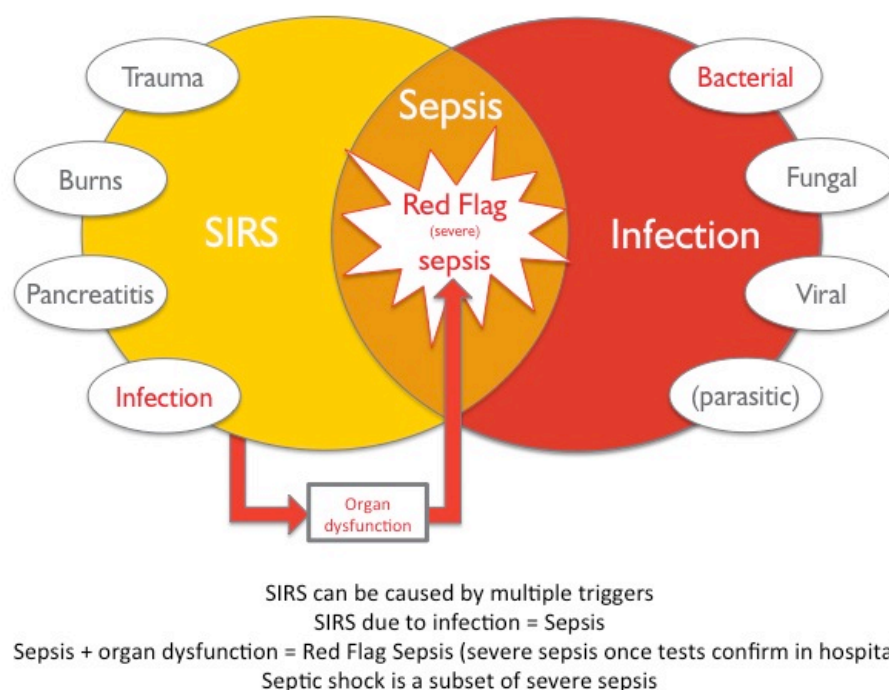 Trauma
Burns
SIRS
Pancreatitis
Infection
Sepsis
Red Flag
(severe)
sepsis
Bacterial
Fungal
Infection
Viral
(parasitic)
Organ
dysfunction
SIRS can be caused by multiple triggers
SIRS due to infection = Sepsis
Sepsis + organ dysfunction = Red Flag Sepsis (severe sepsis once tests confirm in hospita
Septic shock is a subset of severe sepsis